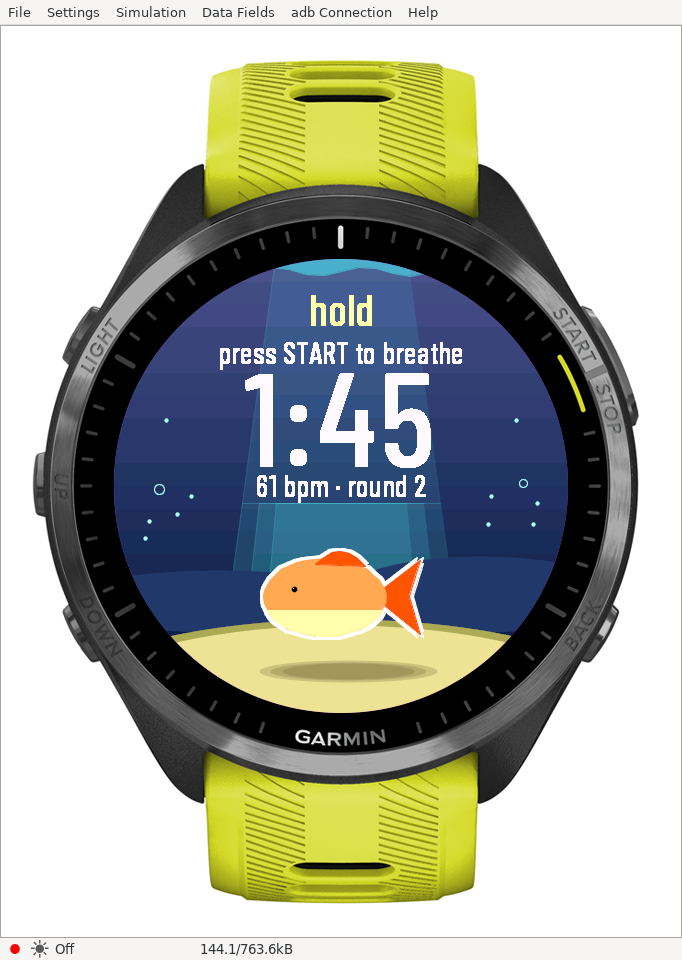 File Settings Simulation Data Fields adb Connection Help
hold
press START to breathe
1:45
61 bpm · round 2
LIGHT
UP
DOWN
START
STOP
BACK
GARMIN
Off 144.1/763.6kB